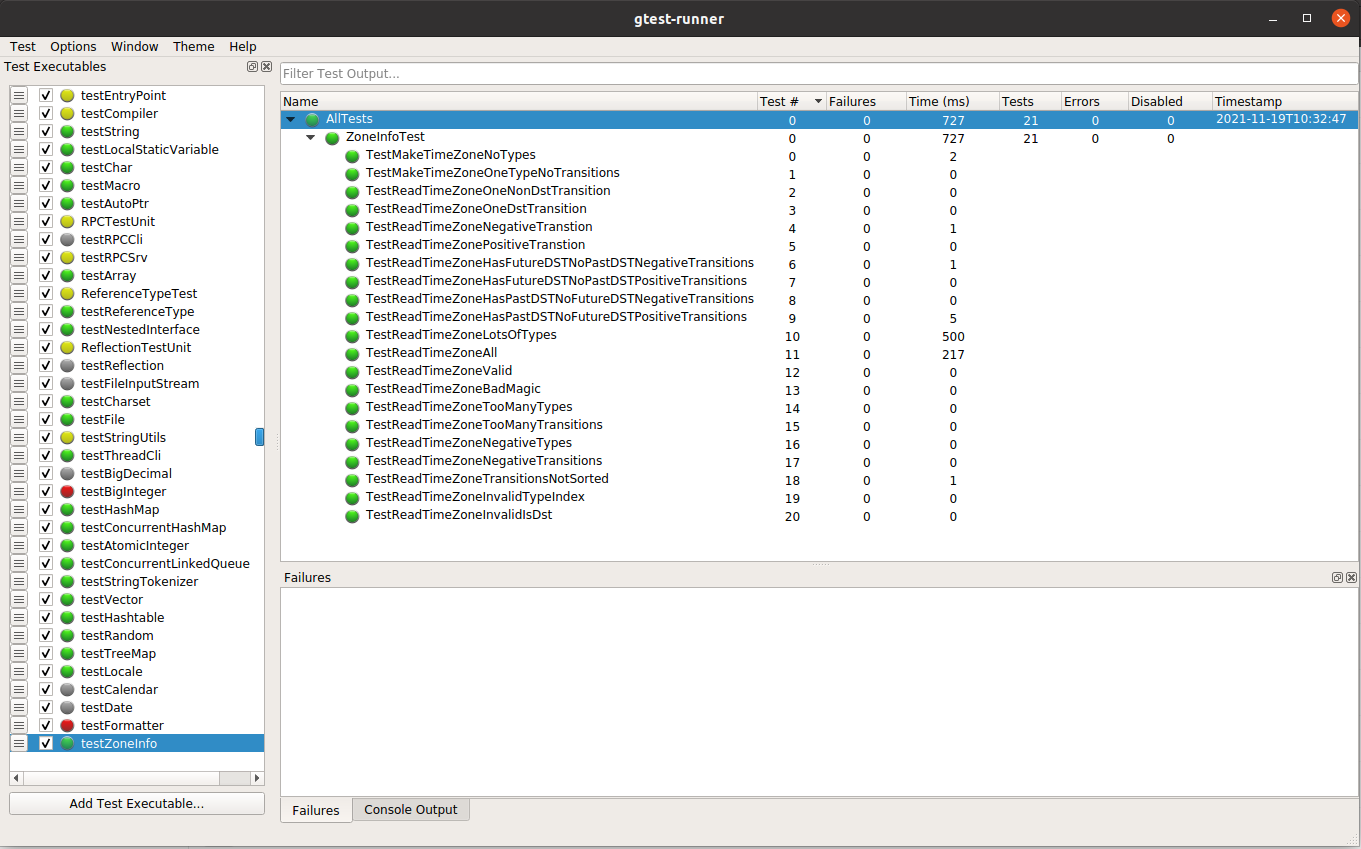 gtest-runner
Test Options Window Theme Help
Test Executables
testEntryPoint
testCompiler
testString
testLocalStaticVariable
testChar
testMacro
testAutoPtr
RPCTestUnit
testRPCCli
testRPCSrv
testArray
ReferenceTypeTest
testReferenceType
testNestedInterface
ReflectionTestUnit
testReflection
testFileInputStream
testCharset
testFile
testStringUtils
testThreadCli
testBigDecimal
testBigInteger
testHashMap
testConcurrentHashMap
testAtomicInteger
testConcurrentLinkedQueue
testStringTokenizer
testVector
testHashtable
testRandom
testTreeMap
testLocale
testCalendar
testDate
testFormatter
testZoneInfo
Add Test Executable...
Filter Test Output...
Name Test # Failures Time (ms) Tests Errors Disabled Timestamp
AllTests 0 0 727 21 0 0 2021-11-19T10:32:47
ZoneInfoTest 0 0 727 21 0 0
TestMakeTimeZoneNoTypes 0 0 2
TestMakeTimeZoneOneTypeNoTransitions 1 0 0
TestReadTimeZoneOneNonDstTransition 2 0 0
TestReadTimeZoneOneDstTransition 3 0 0
TestReadTimeZoneNegativeTranstion 4 0 1
TestReadTimeZonePositiveTranstion 5 0 0
TestReadTimeZoneHasFutureDSTNoPastDSTNegativeTransitions 6 0 1
TestReadTimeZoneHasFutureDSTNoPastDSTPositiveTransitions 7 0 0
TestReadTimeZoneHasPastDSTNoFutureDSTNegativeTransitions 8 0 0
TestReadTimeZoneHasPastDSTNoFutureDSTPositiveTransitions 9 0 5
TestReadTimeZoneLotsOfTypes 10 0 500
TestReadTimeZoneAll 11 0 217
TestReadTimeZoneValid 12 0 0
TestReadTimeZoneBadMagic 13 0 0
TestReadTimeZoneTooManyTypes 14 0 0
TestReadTimeZoneTooManyTransitions 15 0 0
TestReadTimeZoneNegativeTypes 16 0 0
TestReadTimeZoneNegativeTransitions 17 0 0
TestReadTimeZoneTransitionsNotSorted 18 0 1
TestReadTimeZoneInvalidTypeIndex 19 0 0
TestReadTimeZoneInvalidIsDst 20 0 0
Failures
Failures Console Output